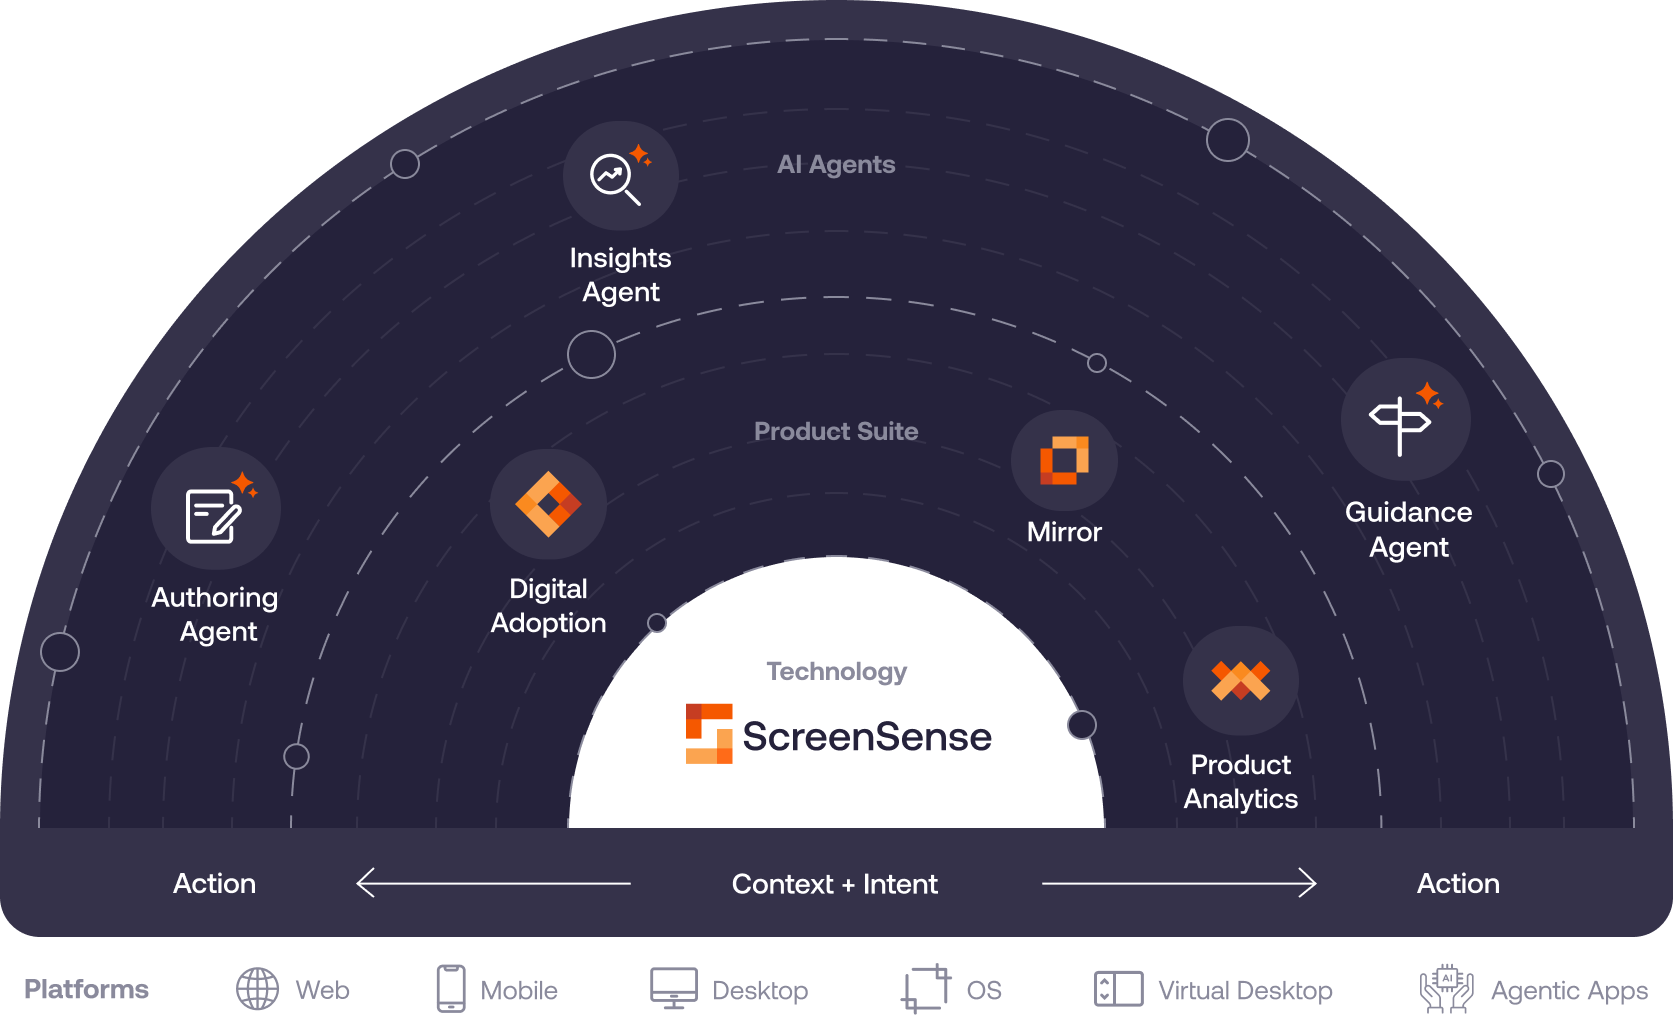 AI Agents
Insights
Agent
Product Suite
Mirror
Guidance
Agent
Authoring
Agent
Digital
Adoption
Technology
ScreenSense
Product
Analytics
Action
Context + Intent
Action
Platforms
Web
Mobile
Desktop
OS
Virtual Desktop
AI
Agentic Apps